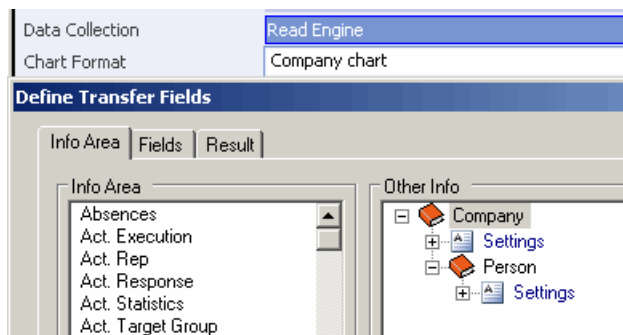 Data Collection Read Engine
Chart Format Company chart
Define Transfer Fields
Info Area Fields Result
Info Area Other Info
Absences Company
Act. Execution Settings
Act. Rep Person
Act. Response Settings
Act. Statistics
Act. Target Group